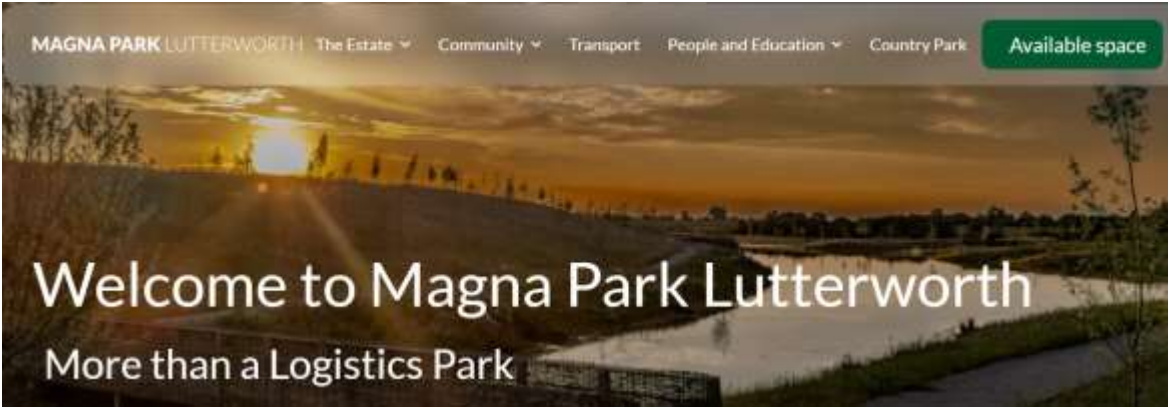 MAGNA PARK LUTTERWORTH The Estate Community Transport People and Education Country Park Available space
Welcome to Magna Park Lutterworth
More than a Logistics Park